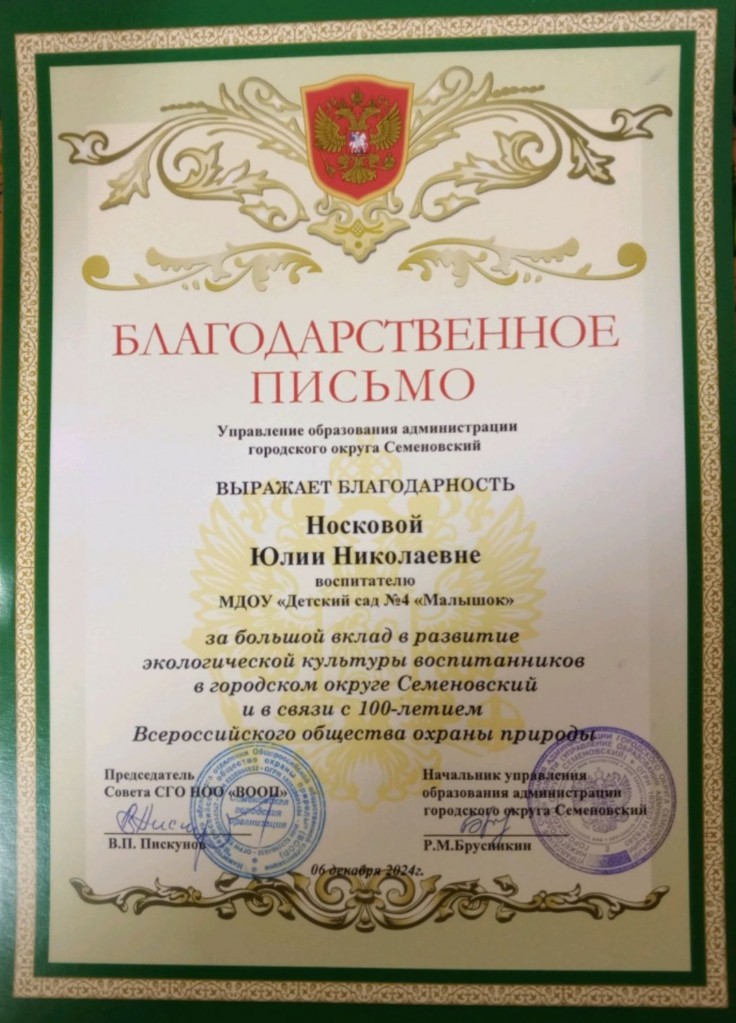 БЛАГОДАРСТВЕННОЕ
ПИСЬМО
Управление образования администрации
городского округа Семеновский
ВЫРАЖАЕТ БЛАГОДАРНОСТЬ
Носковой
Юлии Николаевне
воспитателю
МДОУ «Детский сад №4 «Малышок»
за большой вклад в развитие
экологической культуры воспитанников
в городском округе Семеновский
и в связи с 100-летием
Всероссийского общества охраны природы
Председатель
Совета СГО НОО «ВООП»
В.П. Пискунов
Начальник управления
образования администрации
городского округа Семеновский
Р.М.Брусникин
06 декабря 2024г.